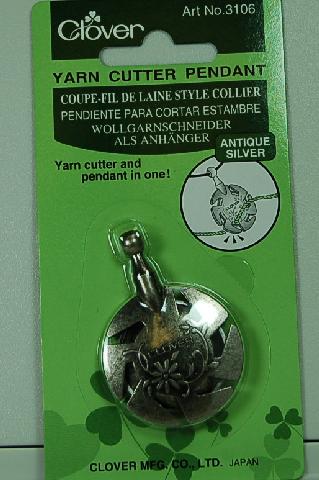 Art No.3106
Clover
YARN CUTTER PENDANT
COUPE-FIL DE LAINE STYLE COLLIER
PENDIENTE PARA CORTAR ESTAMBRE
WOLLGARNSCHNEIDER
ALS ANHÄNGER
ANTIQUE
SILVER
Yarn cutter and
pendant in one!
CLOVER MFG. CO., LTD. JAPAN